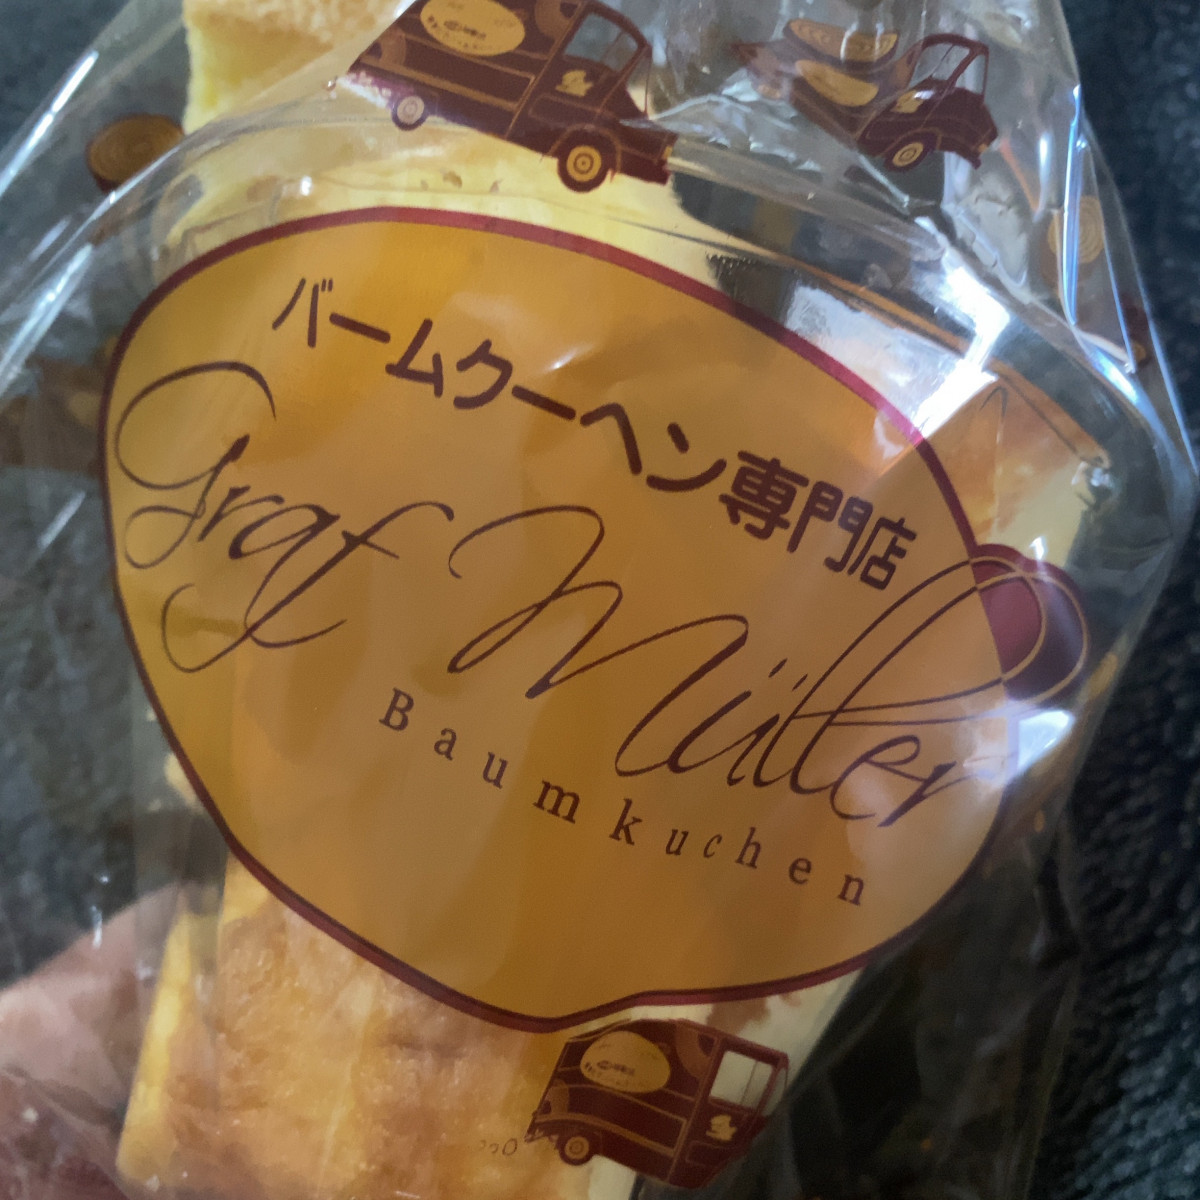 バームクーヘン専門店
Graf Müller
Baumkuchen